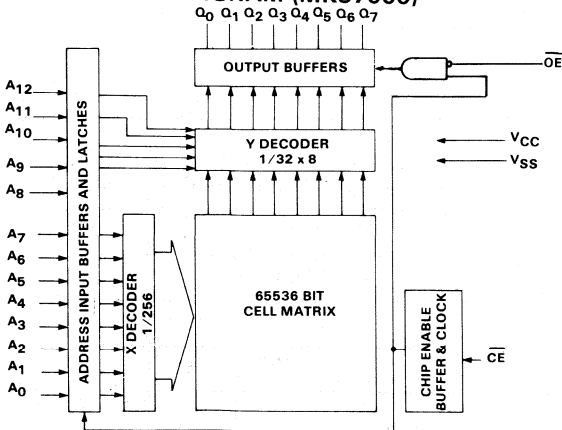 Q0 Q1 Q2 Q3 Q4 Q5 Q6 Q7
OUTPUT BUFFERS
OE
A12
A11
A10
A9
A8
A7
A6
A5
A4
A3
A2
A1
A0
ADDRESS INPUT BUFFERS AND LATCHES
Y DECODER
1/32 x 8
VCC
VSS
X DECODER
1/256
65536 BIT
CELL MATRIX
CHIP ENABLE
BUFFER & CLOCK
CE